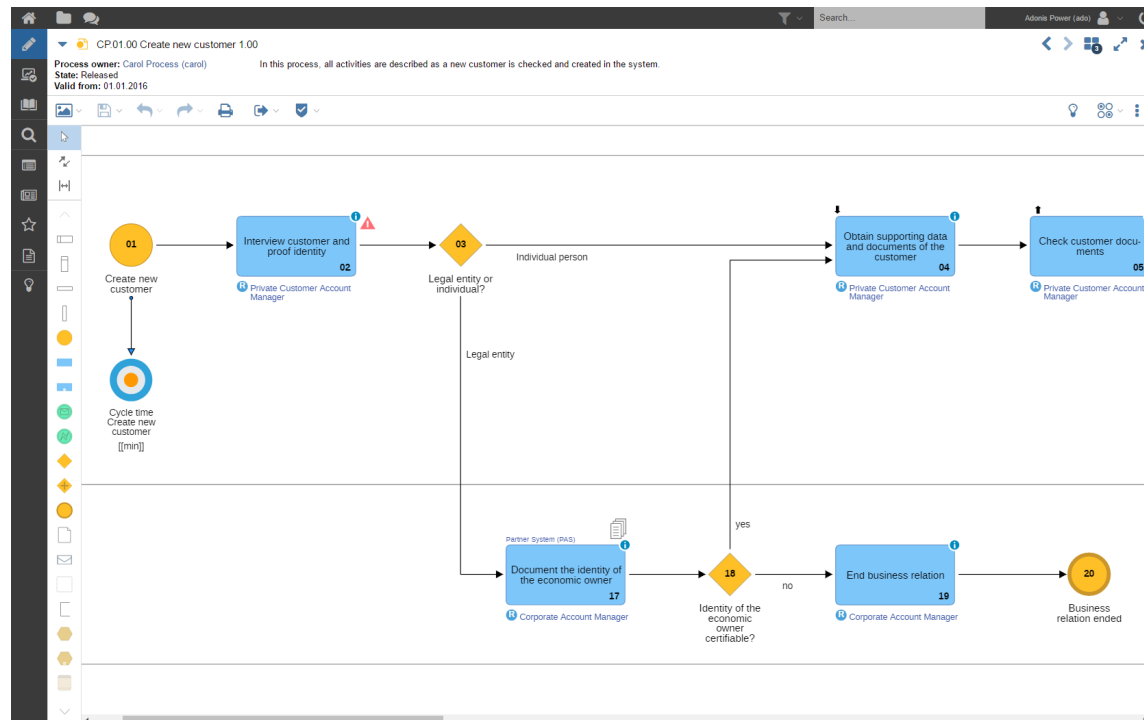 Search...
Adonis Power (ado)
CP.01.00 Create new customer 1.00
3
Process owner: Carol Process (carol)
In this process, all activities are described as a new customer is checked and created in the system.
State: Released
Valid from: 01.01.2016
01
Create new
customer
Interview customer and
proof identity
02
R Private Customer Account
Manager
03
Legal entity or
individual?
Individual person
Obtain supporting data
and documents of the
customer
04
R Private Customer Account
Manager
Check customer docu-
ments
05
R Private Customer Account
Manager
Legal entity
Cycle time
Create new
customer
[[min]]
Partner System (PAS)
Document the identity of
the economic owner
17
R Corporate Account Manager
yes
18
no
Identity of the
economic
owner
certifiable?
End business relation
19
R Corporate Account Manager
20
Business
relation ended